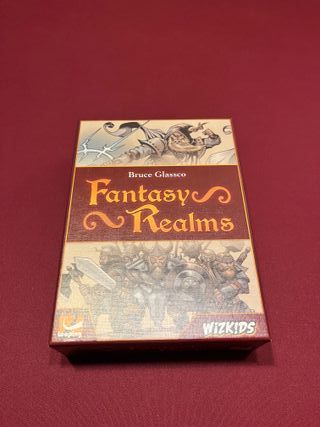 Bruce Glassco
Fantasy
Realms
WIZKIDS